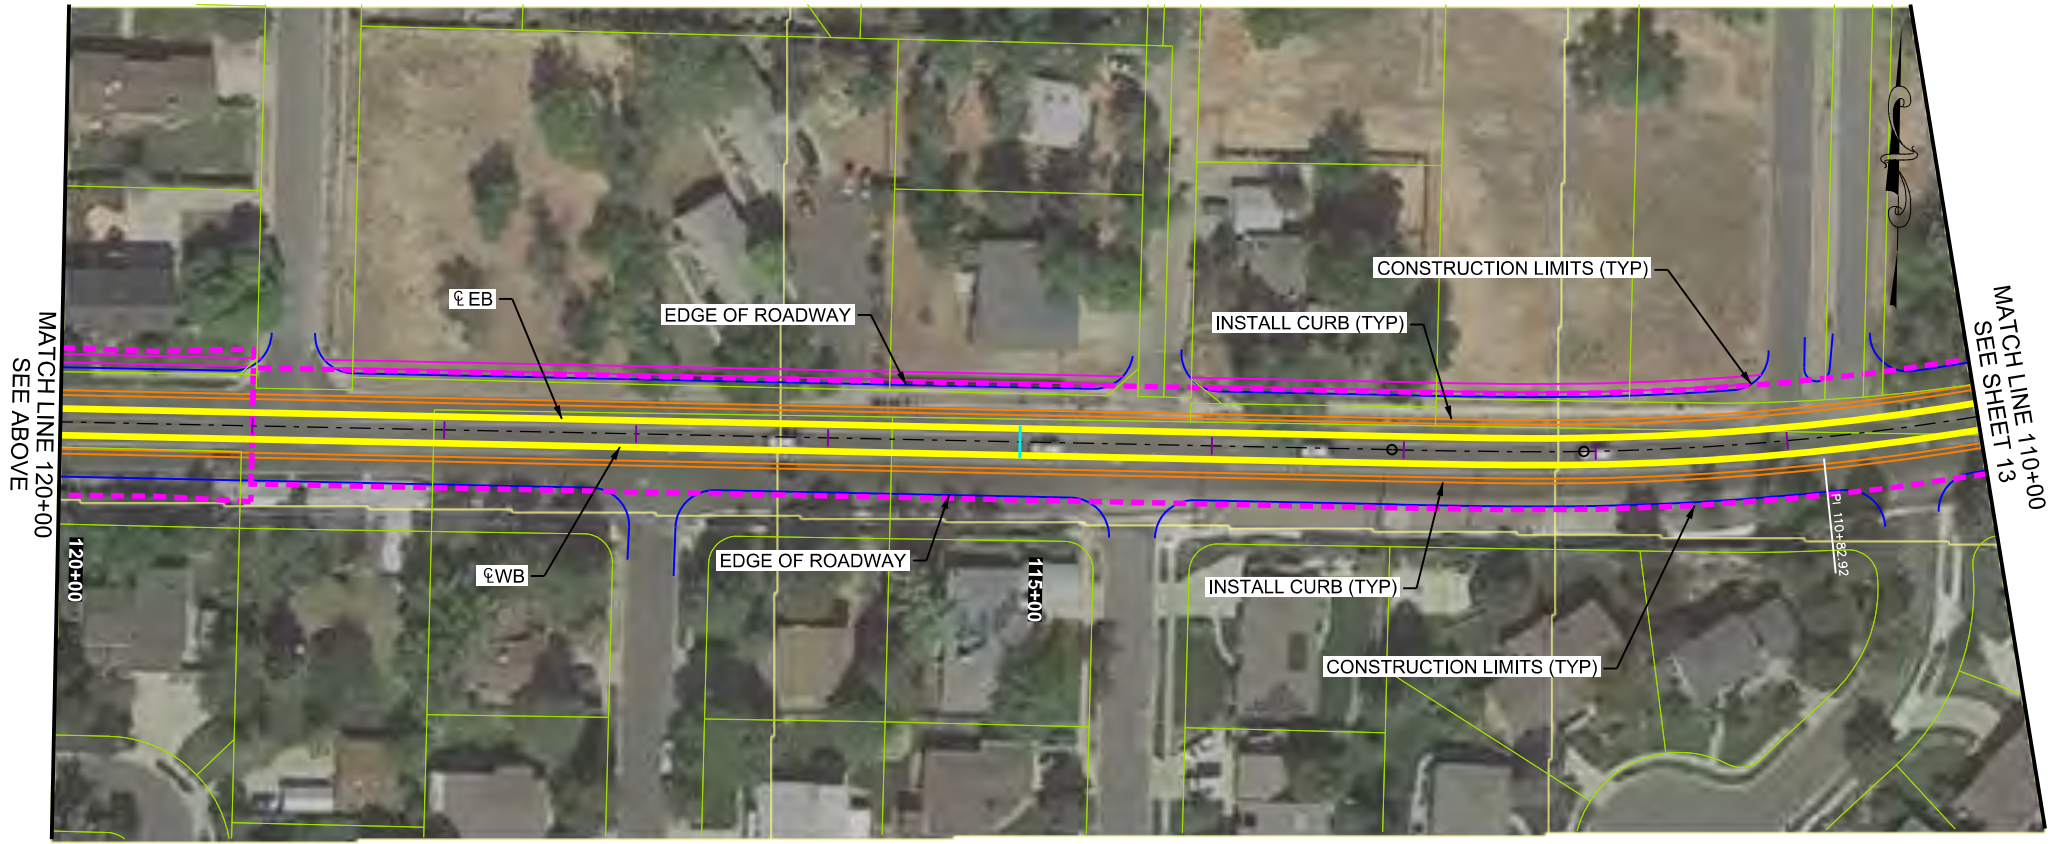 CONSTRUCTION LIMITS (TYP)
℄ EB
EDGE OF ROADWAY
INSTALL CURB (TYP)
MATCH LINE 120+00
SEE ABOVE
MATCH LINE 110+00
SEE SHEET 13
PI 110+82.92
120+00
℄ WB
EDGE OF ROADWAY
115+00
INSTALL CURB (TYP)
CONSTRUCTION LIMITS (TYP)